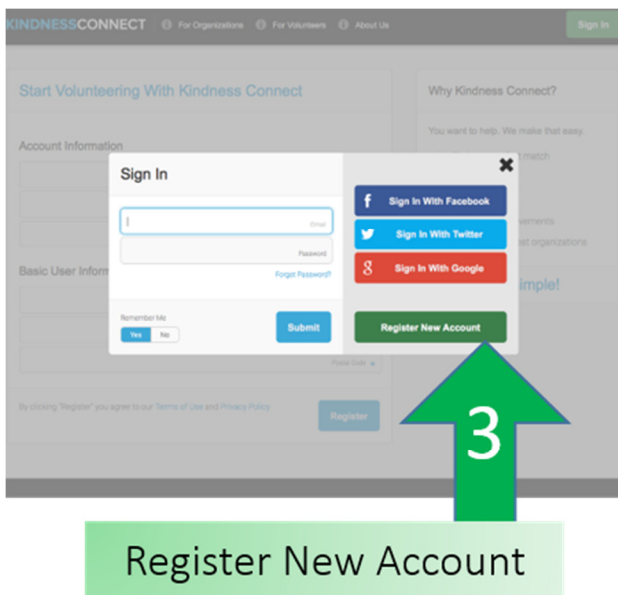 KINDNESSCONNECT For Organizations For Volunteers About Us Sign In
Start Volunteering With Kindness Connect
Why Kindness Connect?
You want to help. We make that easy.
Account Information
match
Sign In
Email
Password
Forgot Password?
Remember Me
Yes No
Submit
f Sign In With Facebook
Sign In With Twitter
8 Sign In With Google
Register New Account
organizations
Basic User Inform
imple!
Postal Code
By clicking "Register" you agree to our Terms of Use and Privacy Policy
Register
3
Register New Account